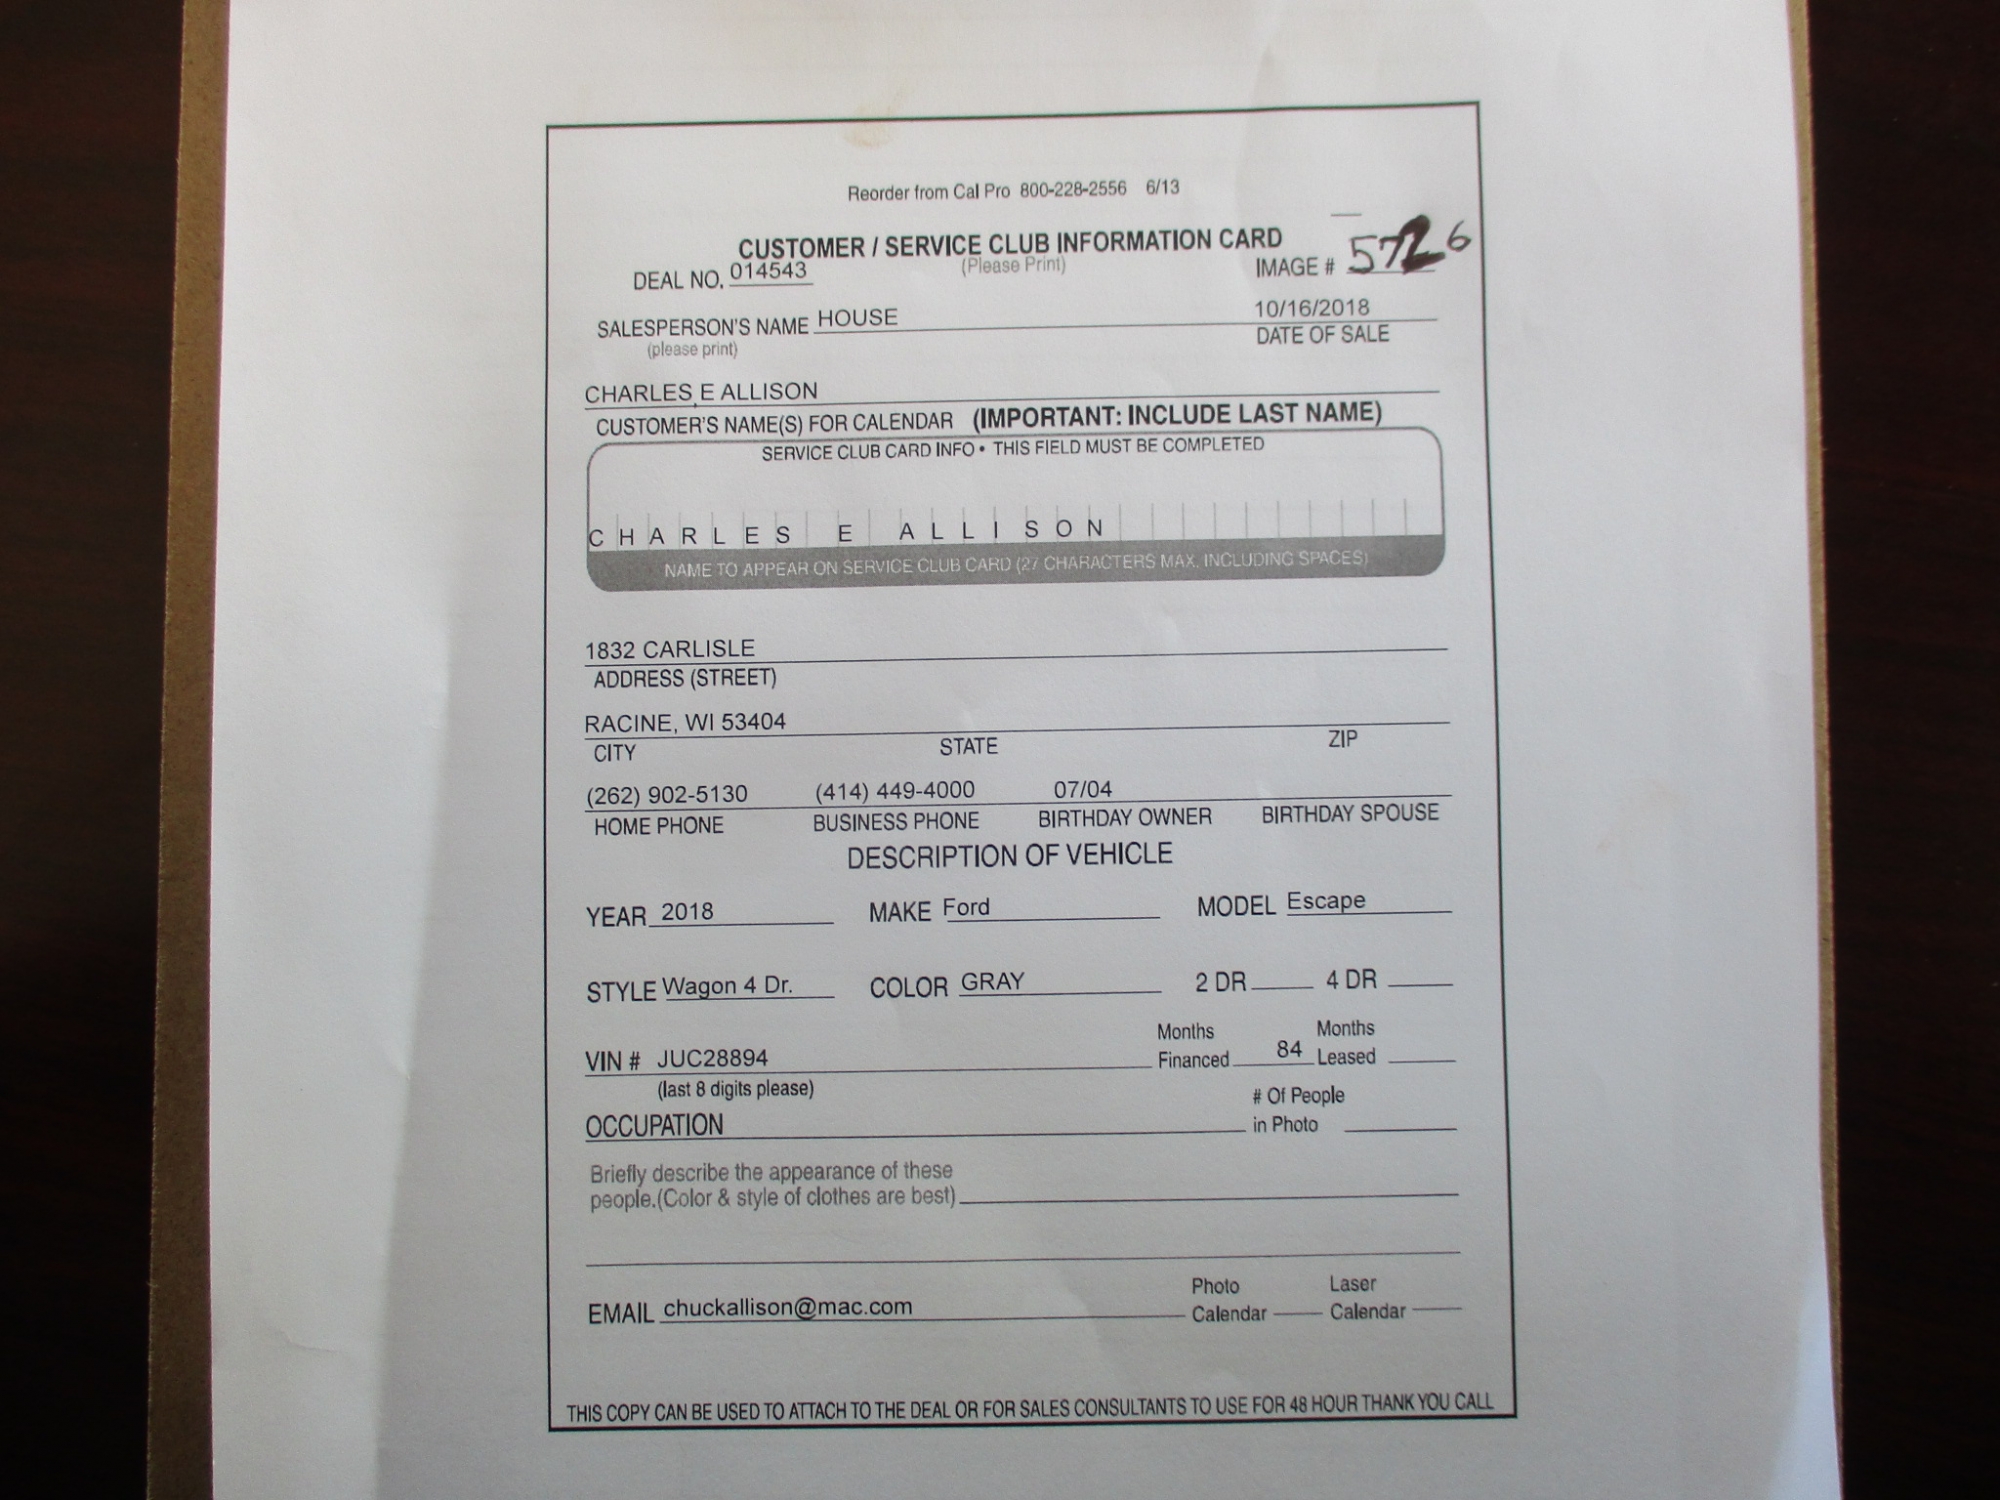 Reorder from Cal Pro 800-228-2556 6/13
CUSTOMER / SERVICE CLUB INFORMATION CARD
(Please Print)
DEAL NO. 014543
IMAGE # 5726
SALESPERSON'S NAME HOUSE
(please print)
10/16/2018
DATE OF SALE
CHARLES E ALLISON
CUSTOMER'S NAME(S) FOR CALENDAR (IMPORTANT: INCLUDE LAST NAME)
SERVICE CLUB CARD INFO • THIS FIELD MUST BE COMPLETED
CHARLES E ALLISON
NAME TO APPEAR ON SERVICE CLUB CARD (27 CHARACTERS MAX. INCLUDING SPACES)
1832 CARLISLE
ADDRESS (STREET)
RACINE, WI 53404
CITY STATE ZIP
(262) 902-5130 (414) 449-4000 07/04
HOME PHONE BUSINESS PHONE BIRTHDAY OWNER BIRTHDAY SPOUSE
DESCRIPTION OF VEHICLE
YEAR 2018 MAKE Ford MODEL Escape
STYLE Wagon 4 Dr. COLOR GRAY 2 DR 4 DR
VIN # JUC28894
(last 8 digits please)
Months
Financed 84
Months
Leased
OCCUPATION
# Of People
in Photo
Briefly describe the appearance of these
people.(Color & style of clothes are best)
EMAIL chuckallison@mac.com
Photo
Calendar
Laser
Calendar
THIS COPY CAN BE USED TO ATTACH TO THE DEAL OR FOR SALES CONSULTANTS TO USE FOR 48 HOUR THANK YOU CALL